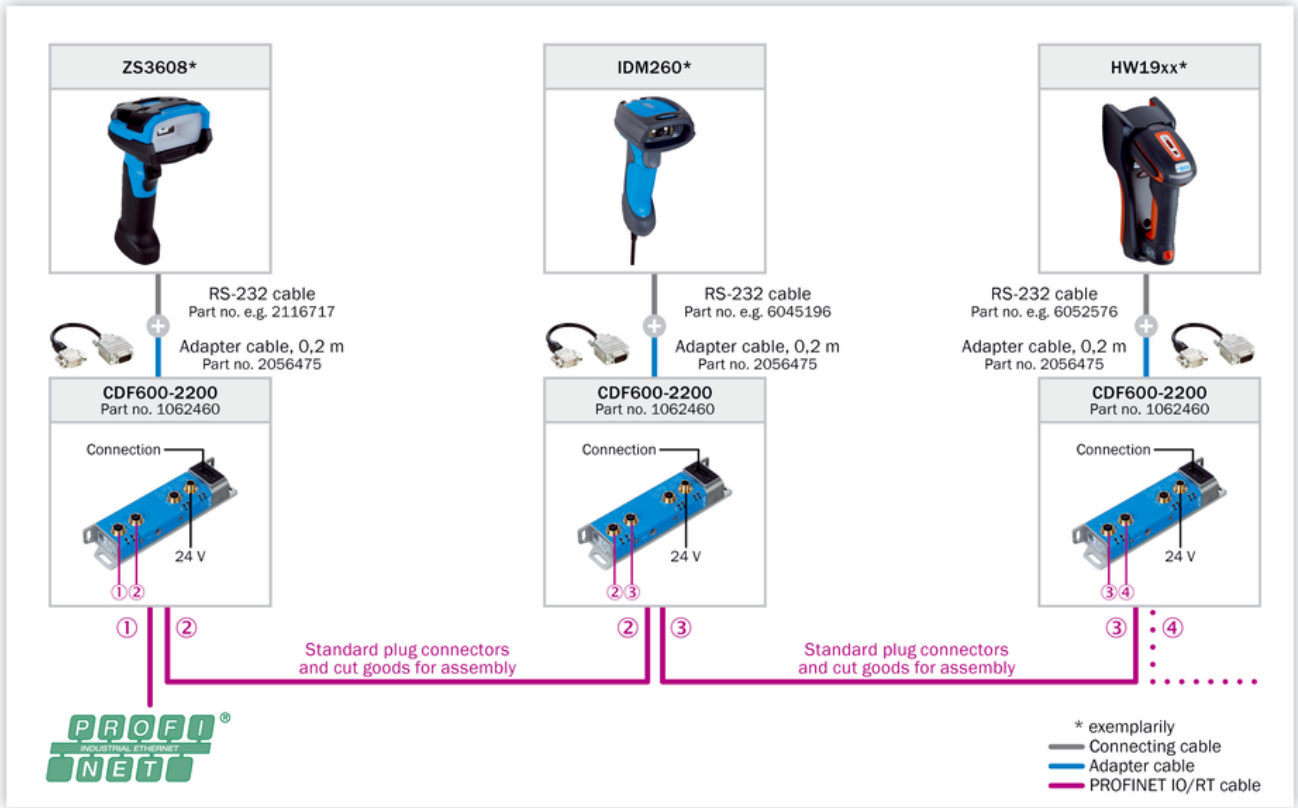 ZS3608*
IDM260*
HW19xx*
RS-232 cable
Part no. e.g. 2116717
Adapter cable, 0,2 m
Part no. 2056475
RS-232 cable
Part no. e.g. 6045196
Adapter cable, 0,2 m
Part no. 2056475
RS-232 cable
Part no. e.g. 6052576
Adapter cable, 0,2 m
Part no. 2056475
CDF600-2200
Part no. 1062460
Connection
24 V
①②
CDF600-2200
Part no. 1062460
Connection
24 V
②③
CDF600-2200
Part no. 1062460
Connection
24 V
③④
① ②
② ③
③ ④
Standard plug connectors
and cut goods for assembly
Standard plug connectors
and cut goods for assembly
PROFI®
INDUSTRIAL ETHERNET
NET
* exemplarily
Connecting cable
Adapter cable
PROFINET IO/RT cable